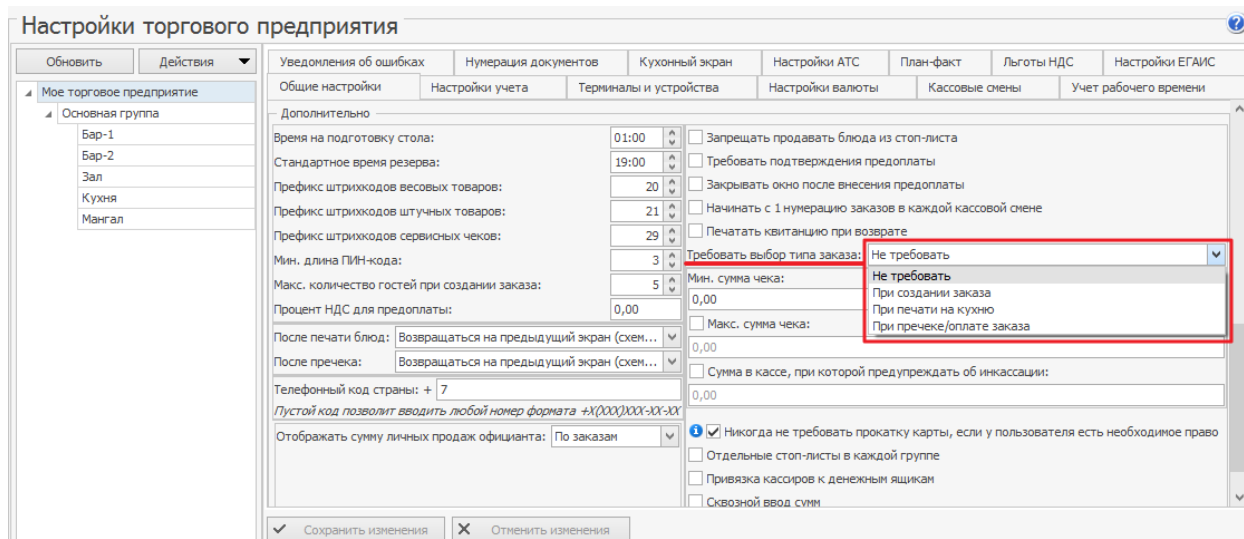 Настройки торгового предприятия
Обновить
Действия
Мое торговое предприятие
Основная группа
Бар-1
Бар-2
Зал
Кухня
Мангал
Уведомления об ошибках
Нумерация документов
Кухонный экран
Настройки АТС
План-факт
Льготы НДС
Настройки ЕГАИС
Общие настройки
Настройки учета
Терминалы и устройства
Настройки валюты
Кассовые смены
Учет рабочего времени
Дополнительно
Время на подготовку стола: 01:00
Стандартное время резерва: 19:00
Префикс штрихкодов весовых товаров: 20
Префикс штрихкодов штучных товаров: 21
Префикс штрихкодов сервисных чеков: 29
Мин. длина ПИН-кода: 3
Макс. количество гостей при создании заказа: 5
Процент НДС для предоплаты: 0,00
После печати блюд: Возвращаться на предыдущий экран (схем...
После пречека: Возвращаться на предыдущий экран (схем...
Телефонный код страны: + 7
Пустой код позволит вводить любой номер формата +X(XXX)XXX-XX-XX
Отображать сумму личных продаж официанта: По заказам
Запрещать продавать блюда из стоп-листа
Требовать подтверждения предоплаты
Закрывать окно после внесения предоплаты
Начинать с 1 нумерацию заказов в каждой кассовой смене
Печатать квитанцию при возврате
Требовать выбор типа заказа: Не требовать
Не требовать
При создании заказа
При печати на кухню
При пречеке/оплате заказа
Мин. сумма чека:
0,00
Макс. сумма чека:
0,00
Сумма в кассе, при которой предупреждать об инкассации:
0,00
Никогда не требовать прокатку карты, если у пользователя есть необходимое право
Отдельные стоп-листы в каждой группе
Привязка кассиров к денежным ящикам
Сквозной ввод сумм
Сохранить изменения
Отменить изменения